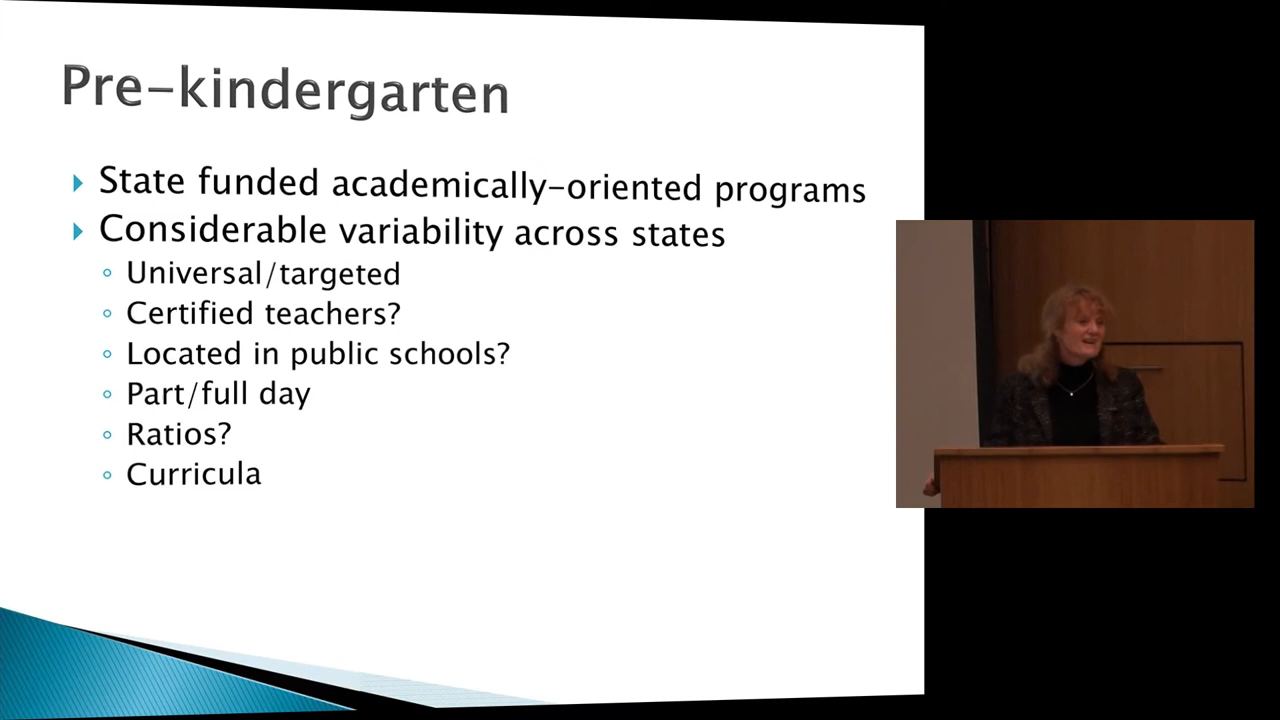 Pre-kindergarten
State funded academically-oriented programs
Considerable variability across states
Universal/targeted
Certified teachers?
Located in public schools?
Part/full day
Ratios?
Curricula